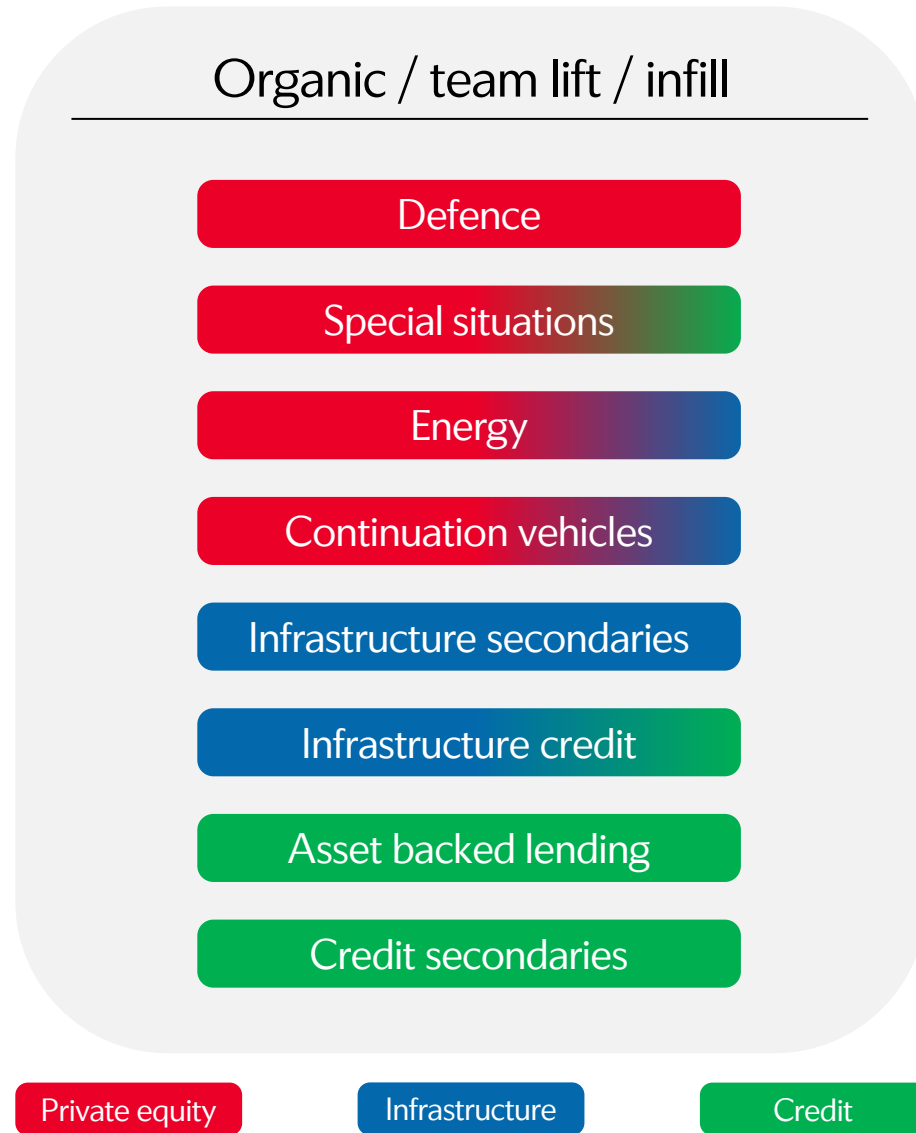 Organic / team lift / infill
Defence
Special situations
Energy
Continuation vehicles
Infrastructure secondaries
Infrastructure credit
Asset backed lending
Credit secondaries
Private equity
Infrastructure
Credit